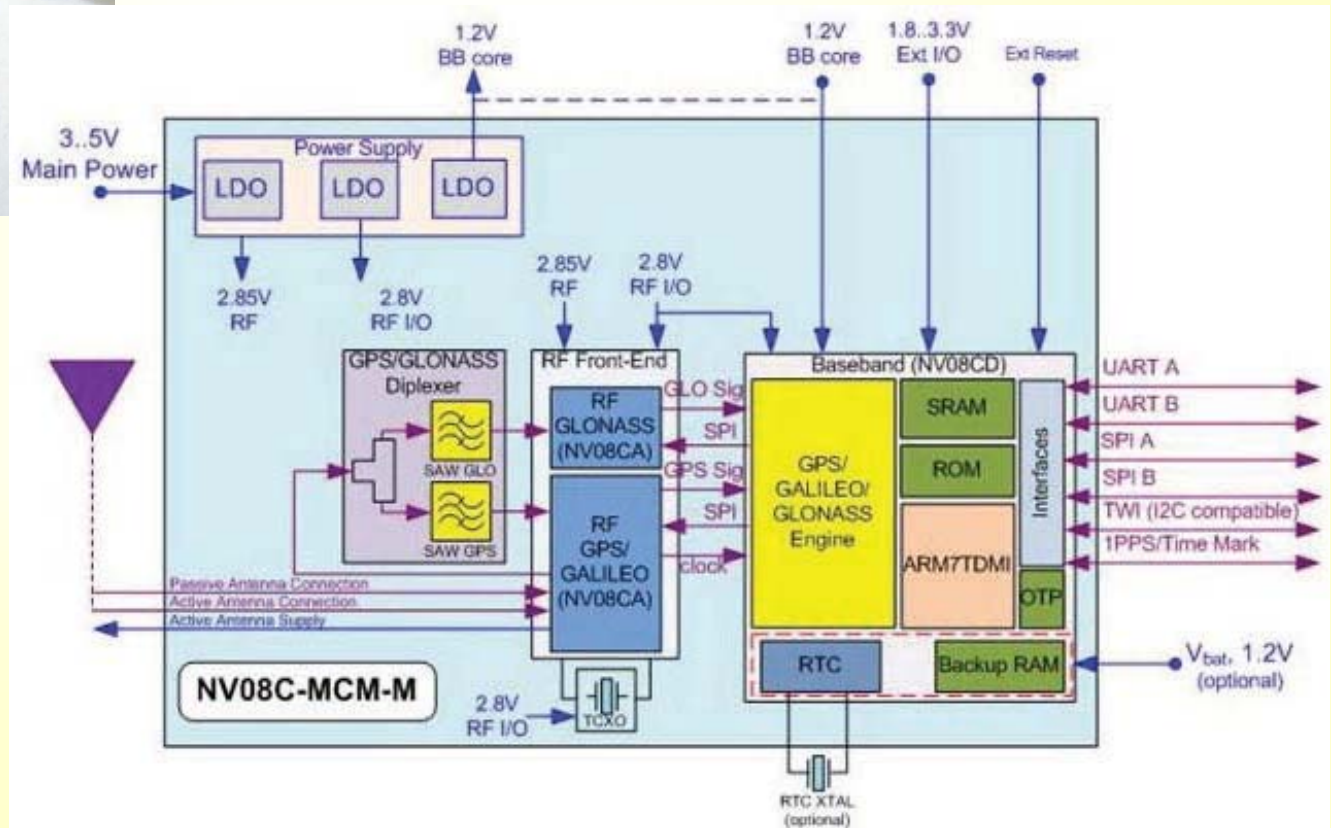 1.2V
BB core
1.2V
BB core
1.8..3.3V
Ext I/O
Ext Reset
3..5V
Main Power
Power Supply
LDO
LDO
LDO
2.85V
RF
2.8V
RF I/O
2.85V
RF
2.8V
RF I/O
GPS/GLONASS
Diplexer
SAW GLO
SAW GPS
RF Front-End
RF
GLONASS
(NV08CA)
RF
GPS/
GALILEO
(NV08CA)
GLO Sig
SPI
GPS Sig
SPI
clock
Baseband (NV08CD)
GPS/
GALILEO/
GLONASS
Engine
SRAM
ROM
ARM7TDMI
Interfaces
OTP
RTC
Backup RAM
UART A
UART B
SPI A
SPI B
TWI (I2C compatible)
1PPS/Time Mark
Passive Antenna Connection
Active Antenna Connection
Active Antenna Supply
NV08C-MCM-M
2.8V
RF I/O
TCXO
Vbat, 1.2V
(optional)
RTC XTAL
(optional)